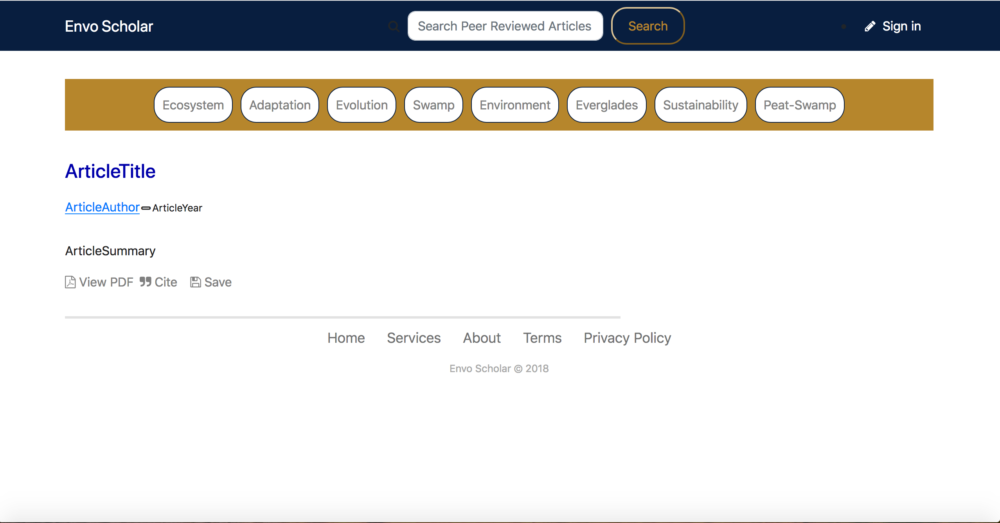 Envo Scholar Search Peer Reviewed Articles Search Sign in
Ecosystem Adaptation Evolution Swamp Environment Everglades Sustainability Peat-Swamp
ArticleTitle
ArticleAuthor ArticleYear
ArticleSummary
View PDF Cite Save
Home Services About Terms Privacy Policy
Envo Scholar © 2018